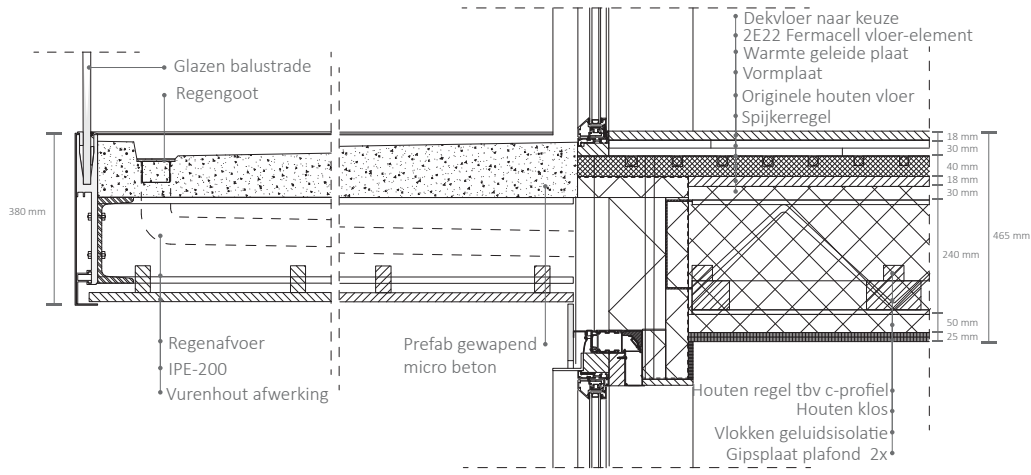 Dekvloer naar keuze
2E22 Fermacell vloer-element
Warmte geleide plaat
Vormplaat
Originele houten vloer
Spijkerregel
Glazen balustrade
Regengoot
380 mm
18 mm
30 mm
40 mm
18 mm
30 mm
240 mm
50 mm
25 mm
465 mm
Regenafvoer
IPE-200
Vurenhout afwerking
Prefab gewapend
micro beton
Houten regel tbv c-profiel
Houten klos
Vlokken geluidsisolatie
Gipsplaat plafond 2x